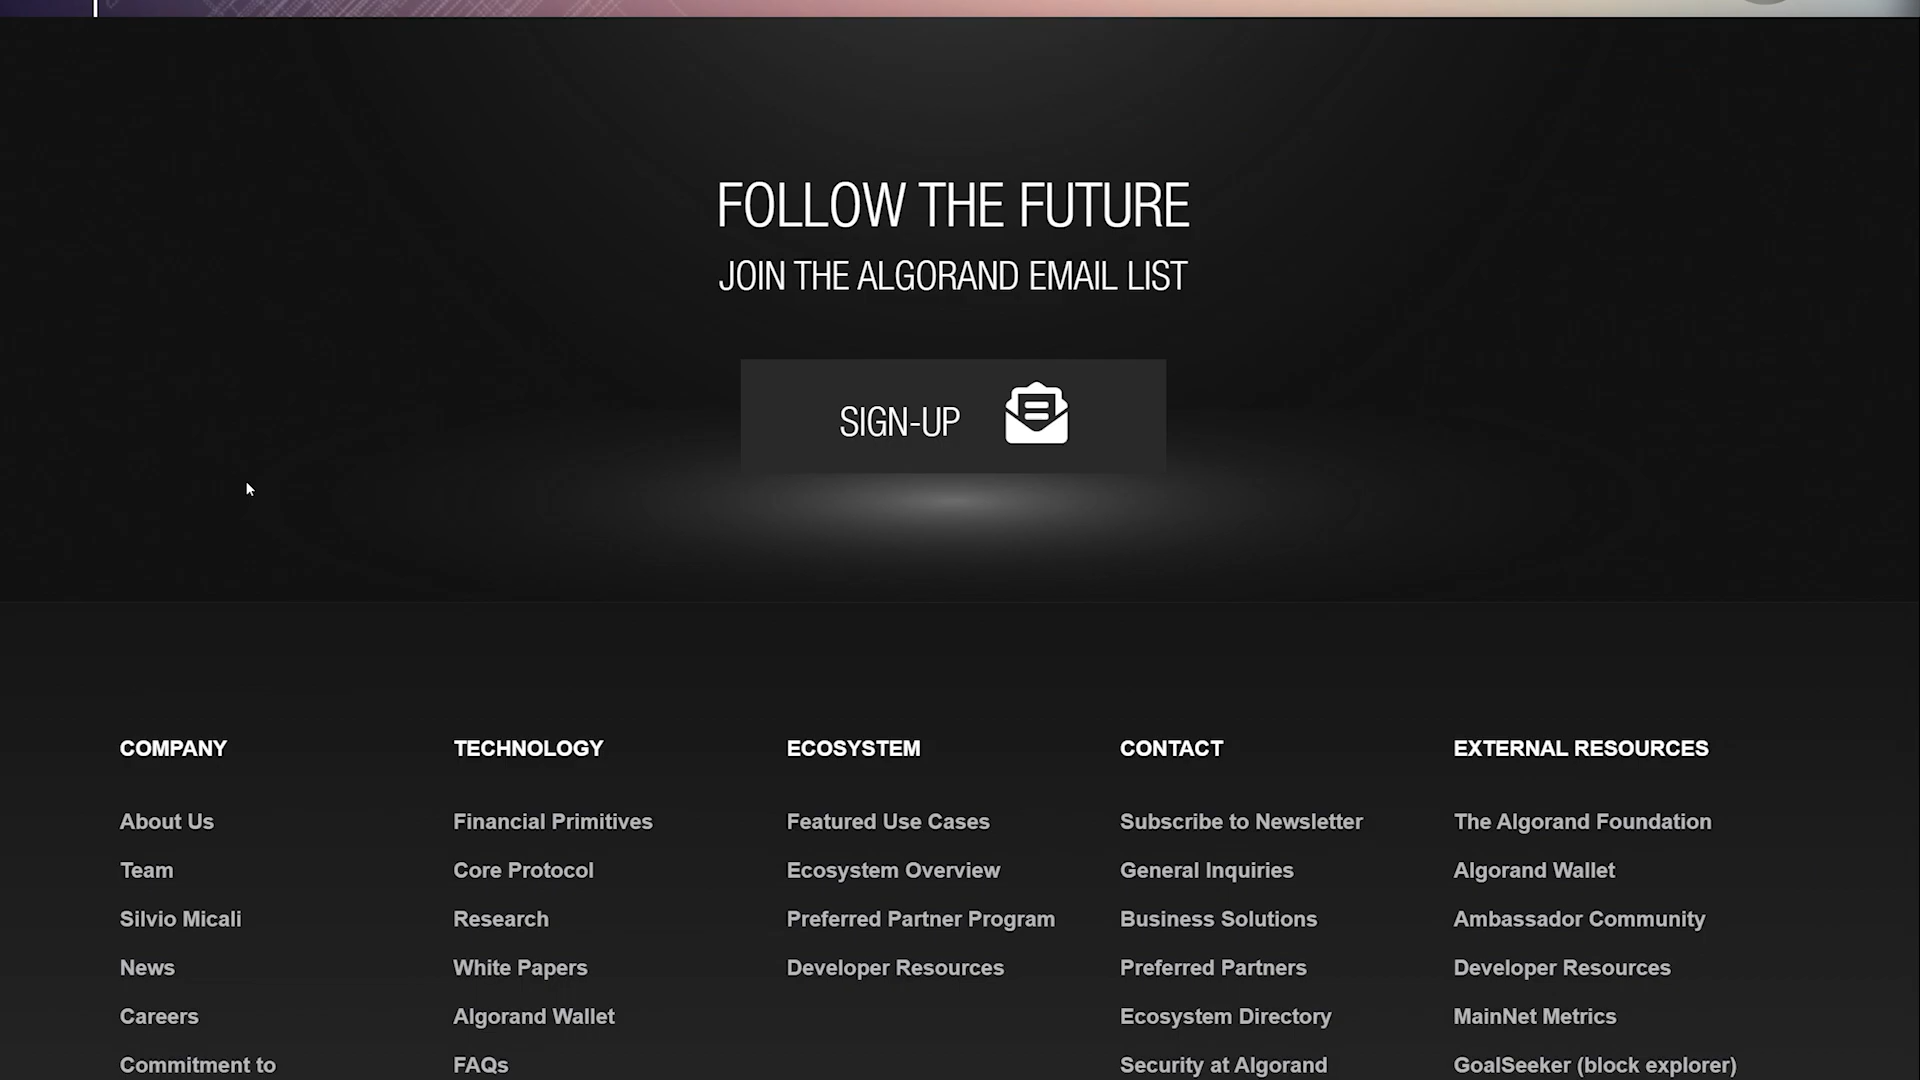 FOLLOW THE FUTURE
JOIN THE ALGORAND EMAIL LIST
SIGN-UP
COMPANY
About Us
Team
Silvio Micali
News
Careers
Commitment to
TECHNOLOGY
Financial Primitives
Core Protocol
Research
White Papers
Algorand Wallet
FAQs
ECOSYSTEM
Featured Use Cases
Ecosystem Overview
Preferred Partner Program
Developer Resources
CONTACT
Subscribe to Newsletter
General Inquiries
Business Solutions
Preferred Partners
Ecosystem Directory
Security at Algorand
EXTERNAL RESOURCES
The Algorand Foundation
Algorand Wallet
Ambassador Community
Developer Resources
MainNet Metrics
GoalSeeker (block explorer)